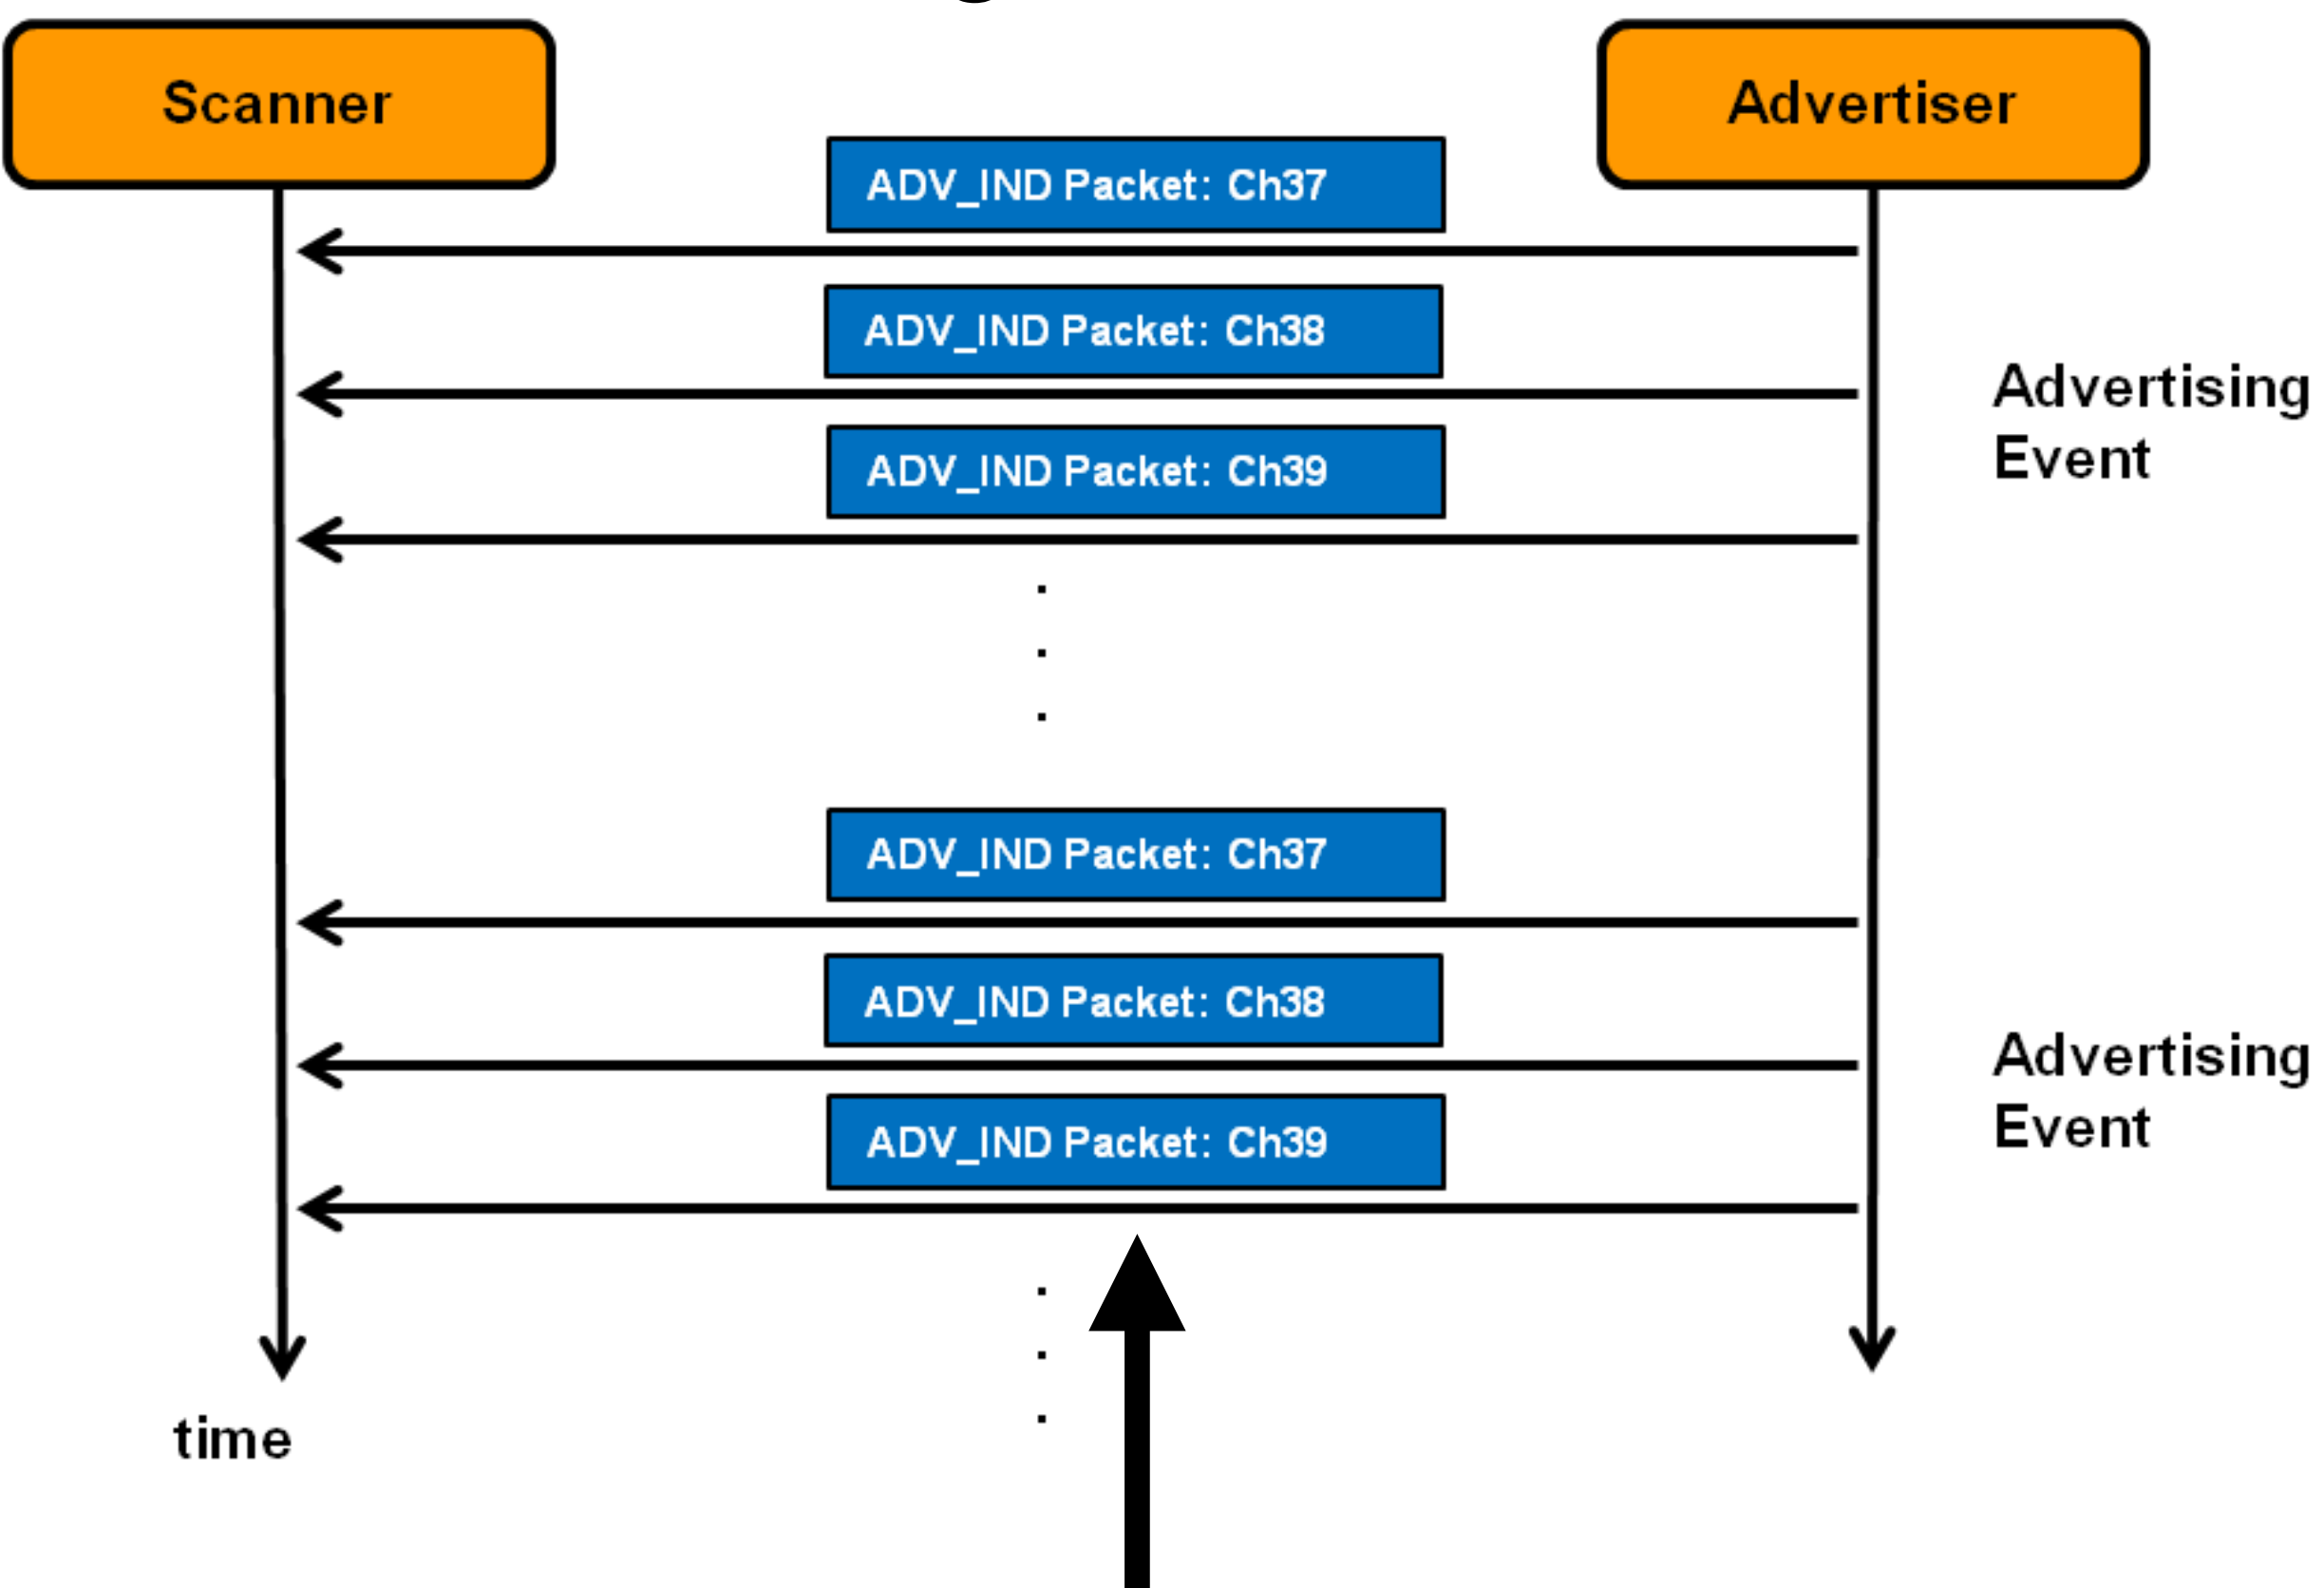 Scanner
Advertiser
ADV_IND Packet: Ch37
ADV_IND Packet: Ch38
ADV_IND Packet: Ch39
Advertising
Event
.
.
.
ADV_IND Packet: Ch37
ADV_IND Packet: Ch38
ADV_IND Packet: Ch39
Advertising
Event
.
.
.
time